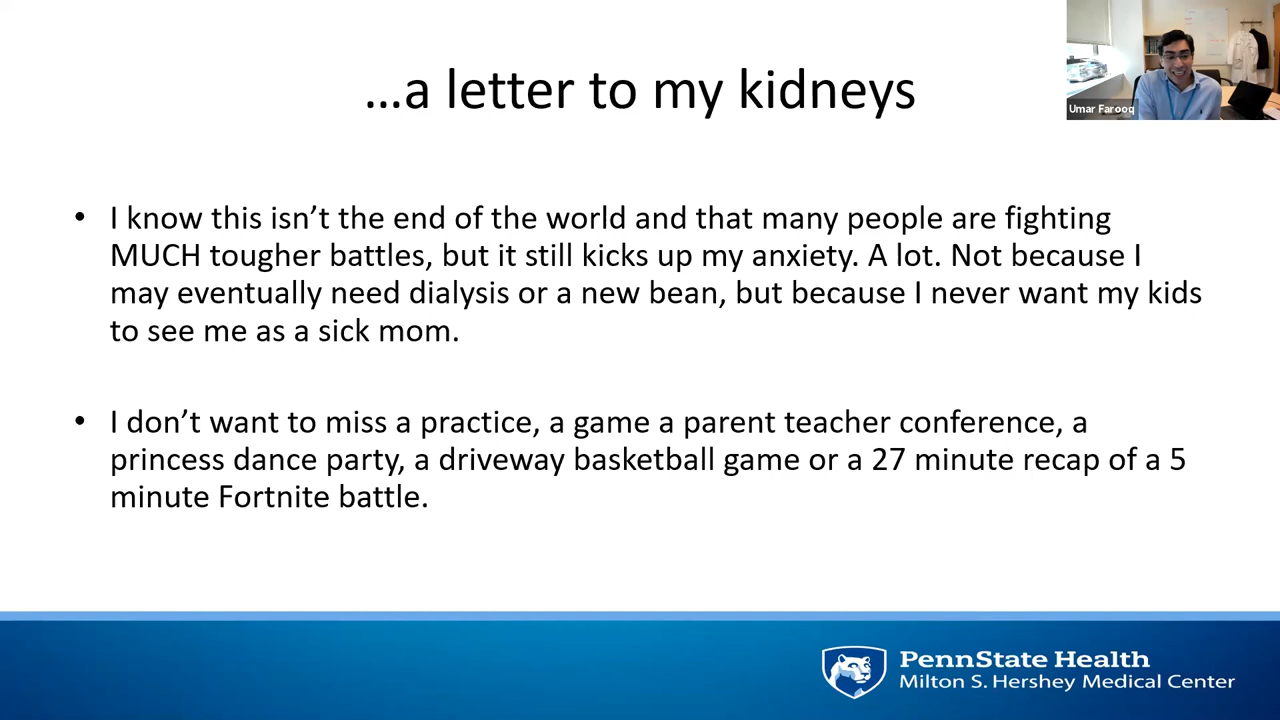 ...a letter to my kidneys
Umar Farooq
• I know this isn’t the end of the world and that many people are fighting
MUCH tougher battles, but it still kicks up my anxiety. A lot. Not because I
may eventually need dialysis or a new bean, but because I never want my kids
to see me as a sick mom.
• I don’t want to miss a practice, a game a parent teacher conference, a
princess dance party, a driveway basketball game or a 27 minute recap of a 5
minute Fortnite battle.
PennState Health
Milton S. Hershey Medical Center